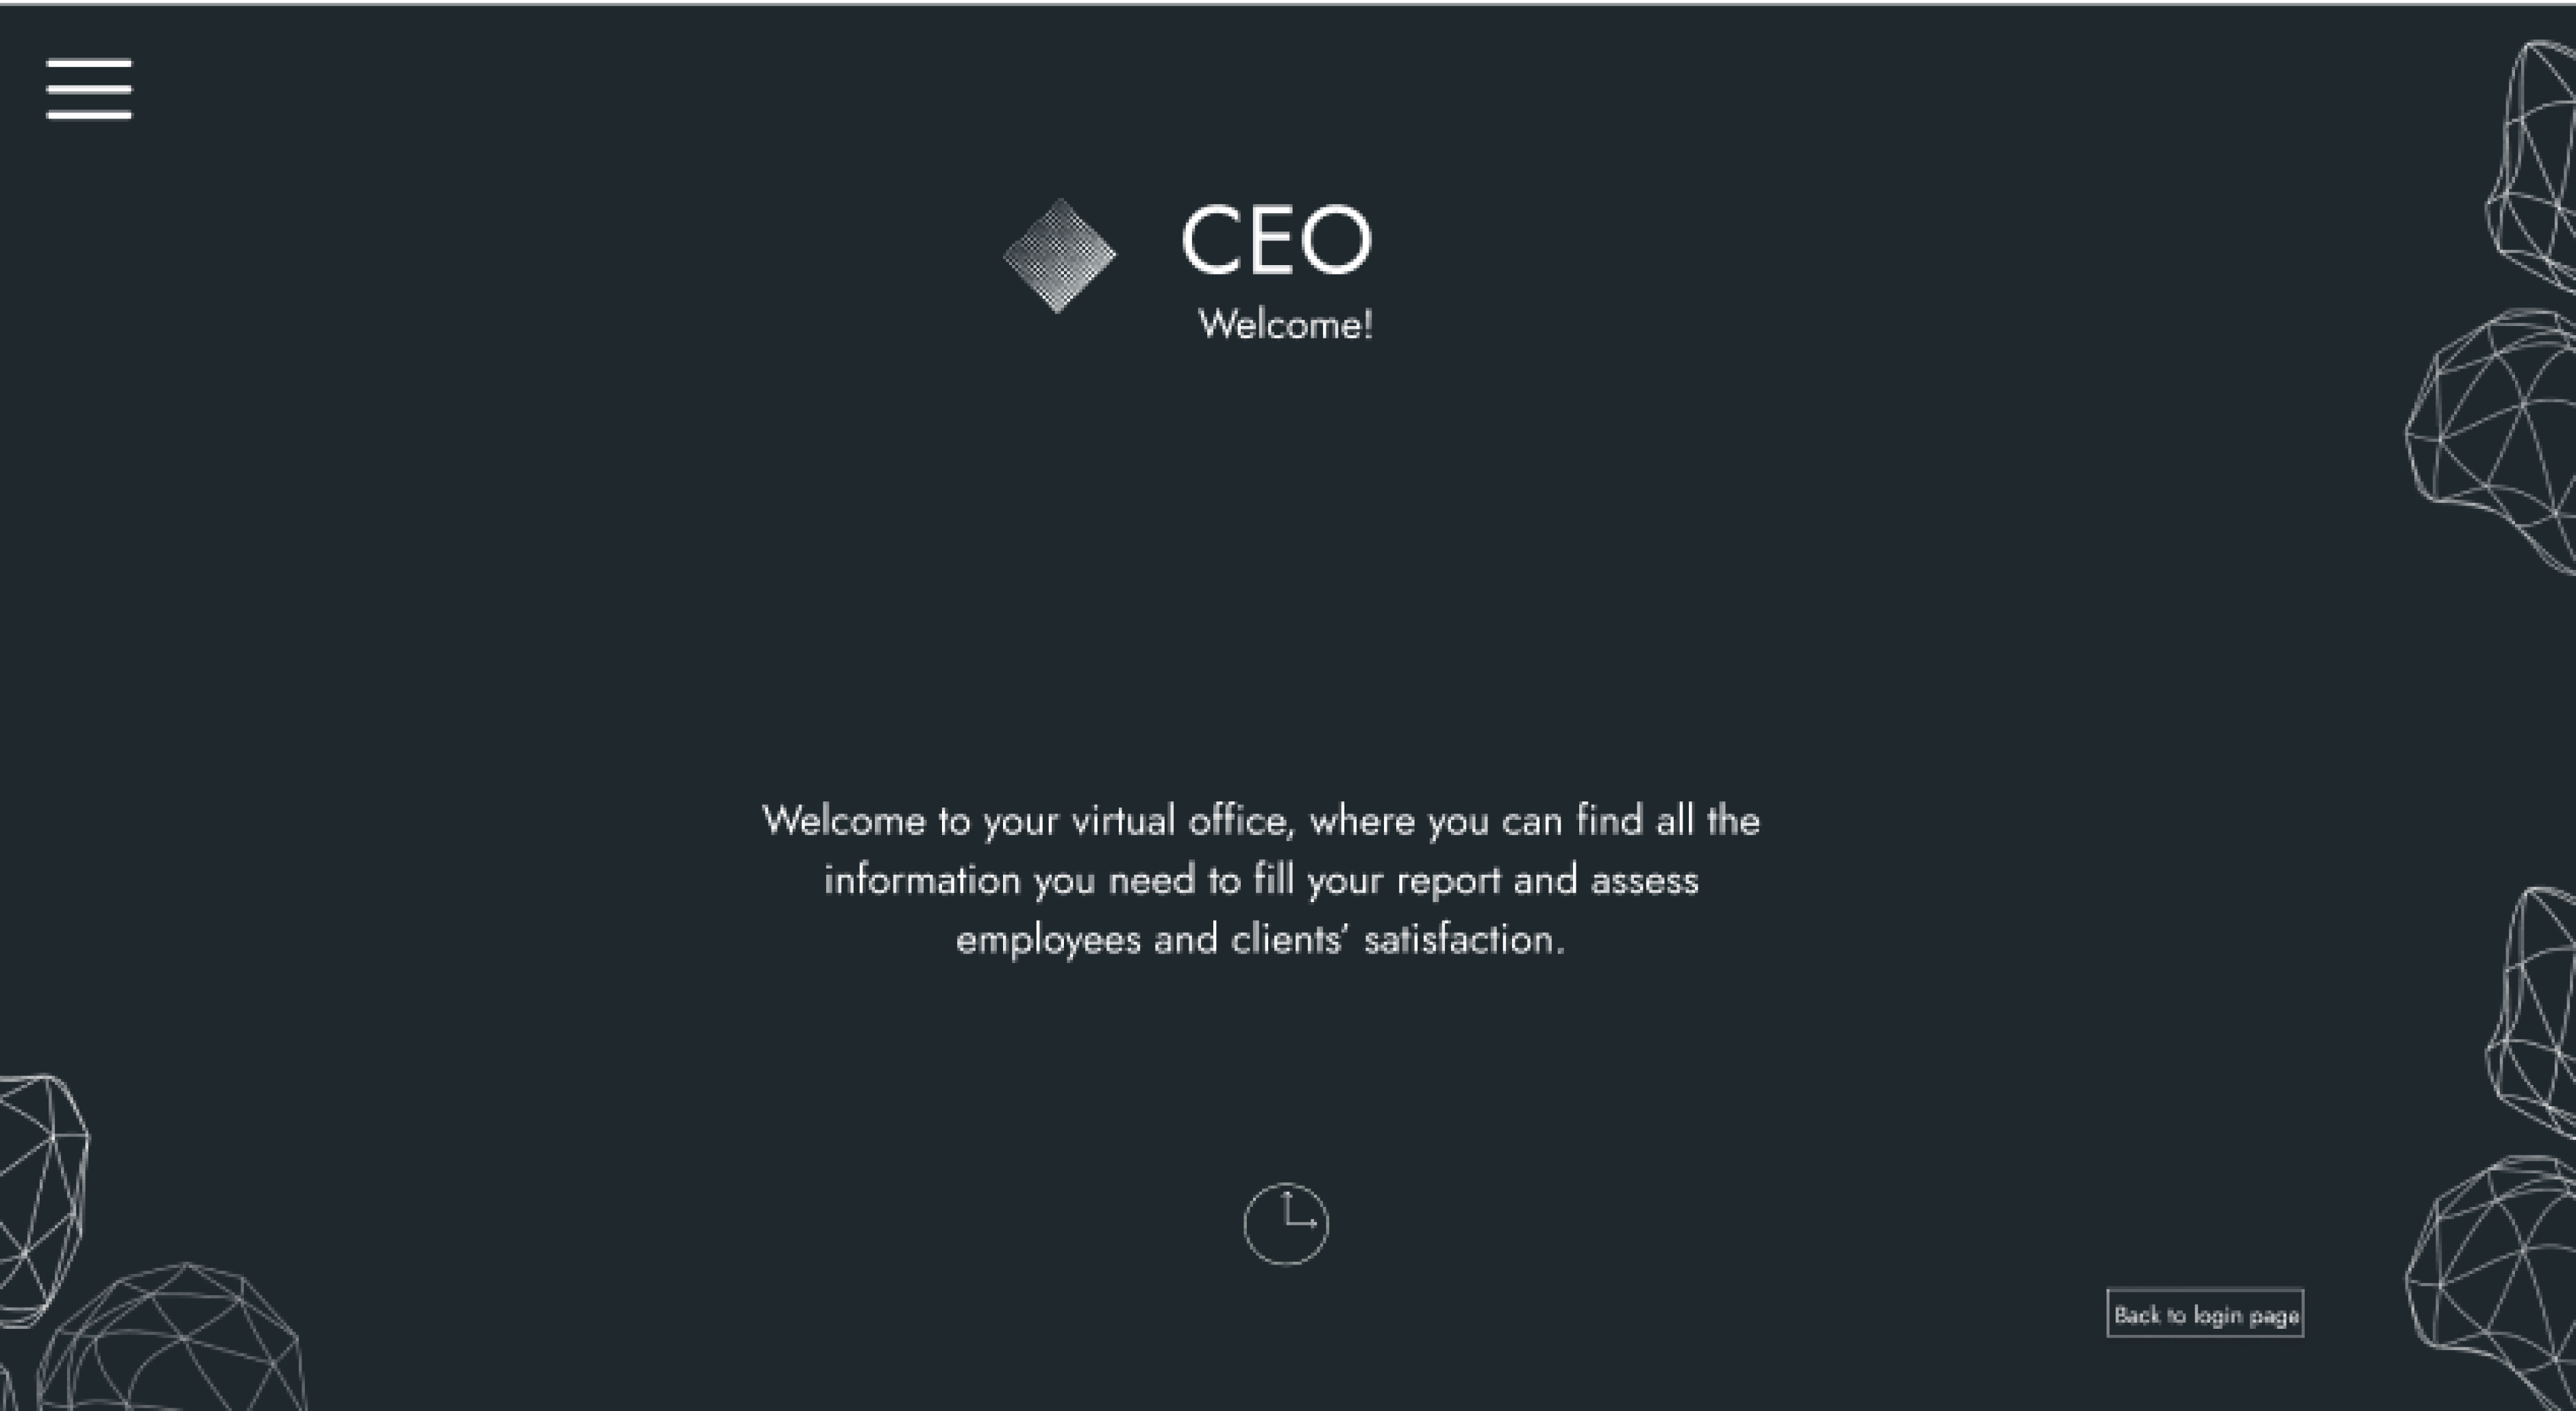 CEO
Welcome!
Welcome to your virtual office, where you can find all the
information you need to fill your report and assess
employees and clients’ satisfaction.
Back to login page